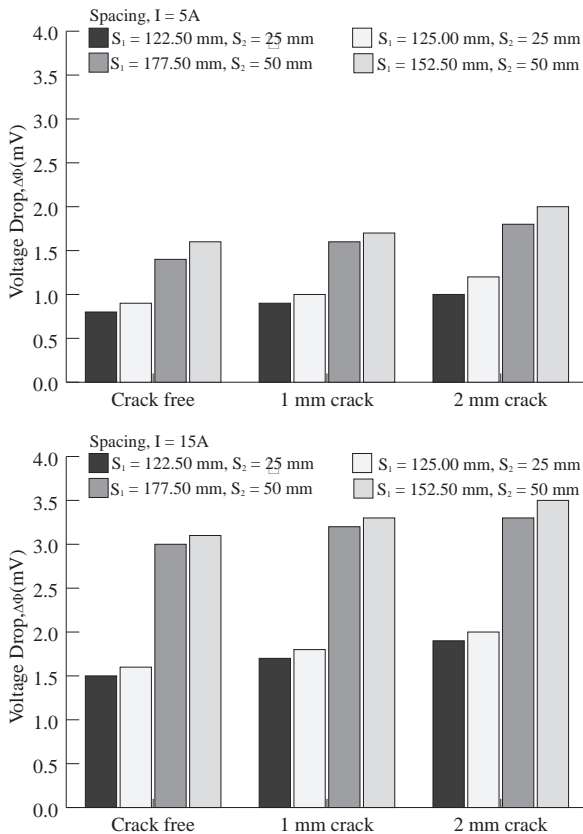 Spacing, I = 5A
S₁ = 122.50 mm, S₂ = 25 mm
S₁ = 125.00 mm, S₂ = 25 mm
S₁ = 177.50 mm, S₂ = 50 mm
S₁ = 152.50 mm, S₂ = 50 mm
Voltage Drop,ΔΦ(mV)
4.0
3.5
3.0
2.5
2.0
1.5
1.0
0.5
0.0
Crack free 1 mm crack 2 mm crack
Spacing, I = 15A
S₁ = 122.50 mm, S₂ = 25 mm
S₁ = 125.00 mm, S₂ = 25 mm
S₁ = 177.50 mm, S₂ = 50 mm
S₁ = 152.50 mm, S₂ = 50 mm
Voltage Drop,ΔΦ(mV)
4.0
3.5
3.0
2.5
2.0
1.5
1.0
0.5
0.0
Crack free 1 mm crack 2 mm crack